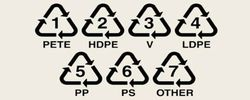 1 2 3 4
PETE HDPE V LDPE
5 6 7
PP PS OTHER